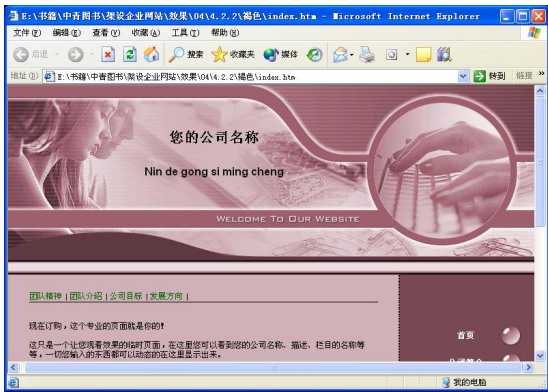 E:\书籍\中青图书\架设企业网站\效果\04\4.2.2\褐色\index.htm - Microsoft Internet Explorer
文件(F) 编辑(E) 查看(V) 收藏(A) 工具(T) 帮助(H)
后退 搜索 收藏夹 媒体
地址(D) E:\书籍\中青图书\架设企业网站\效果\04\4.2.2\褐色\index.htm 转到 链接 »
您的公司名称
Nin de gong si ming cheng
WELCOME TO OUR WEBSITE
团队精神 | 团队介绍 | 公司目标 | 发展方向 |
现在订购，这个专业的页面就是你的!
首页
这只是一个让您观看效果的临时页面，在这里您可以看到您的公司名称、描述、栏目的名称等
等，一切您输入的东西都可以动态的在这里显示出来。
我的电脑